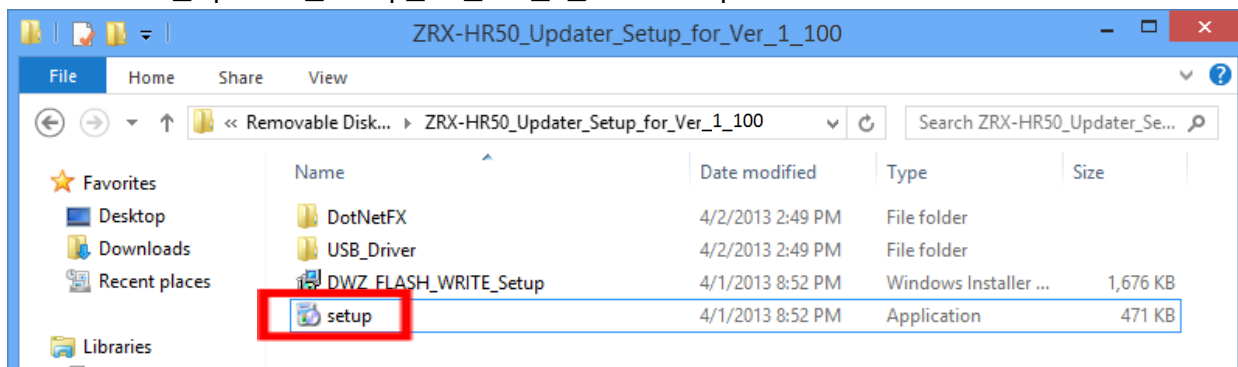 ZRX-HR50_Updater_Setup_for_Ver_1_100
File Home Share View
« Removable Disk... ▸ ZRX-HR50_Updater_Setup_for_Ver_1_100 Search ZRX-HR50_Updater_Se...
Name Date modified Type Size
Favorites
Desktop DotNetFX 4/2/2013 2:49 PM File folder
Downloads USB_Driver 4/2/2013 2:49 PM File folder
Recent places DWZ_FLASH_WRITE_Setup 4/1/2013 8:52 PM Windows Installer ... 1,676 KB
setup 4/1/2013 8:52 PM Application 471 KB
Libraries